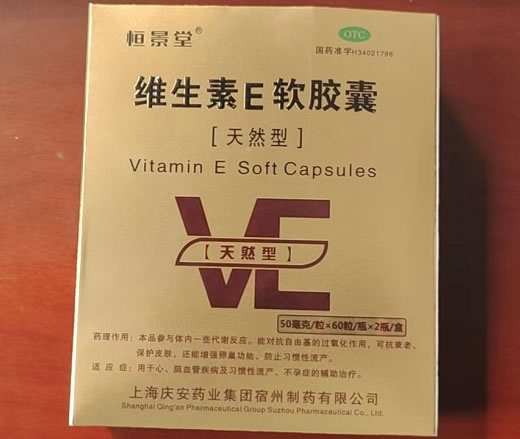 恒景堂®
OTC
国药准字H34021796
维生素E软胶囊
[天然型]
Vitamin E Soft Capsules
VE
【天然型】
50毫克/粒×60粒/瓶×2瓶/盒
药理作用：本品参与体内一些代谢反应。能对抗自由基的过氧化作用，可抗衰老、
保护皮肤，还能增强卵巢功能、防止习惯性流产。
适 应 症：用于心、脑血管疾病及习惯性流产、不孕症的辅助治疗。
上海庆安药业集团宿州制药有限公司
Shanghai Qing'an Pharmaceutical Group Suzhou Pharmaceutical Co., Ltd.